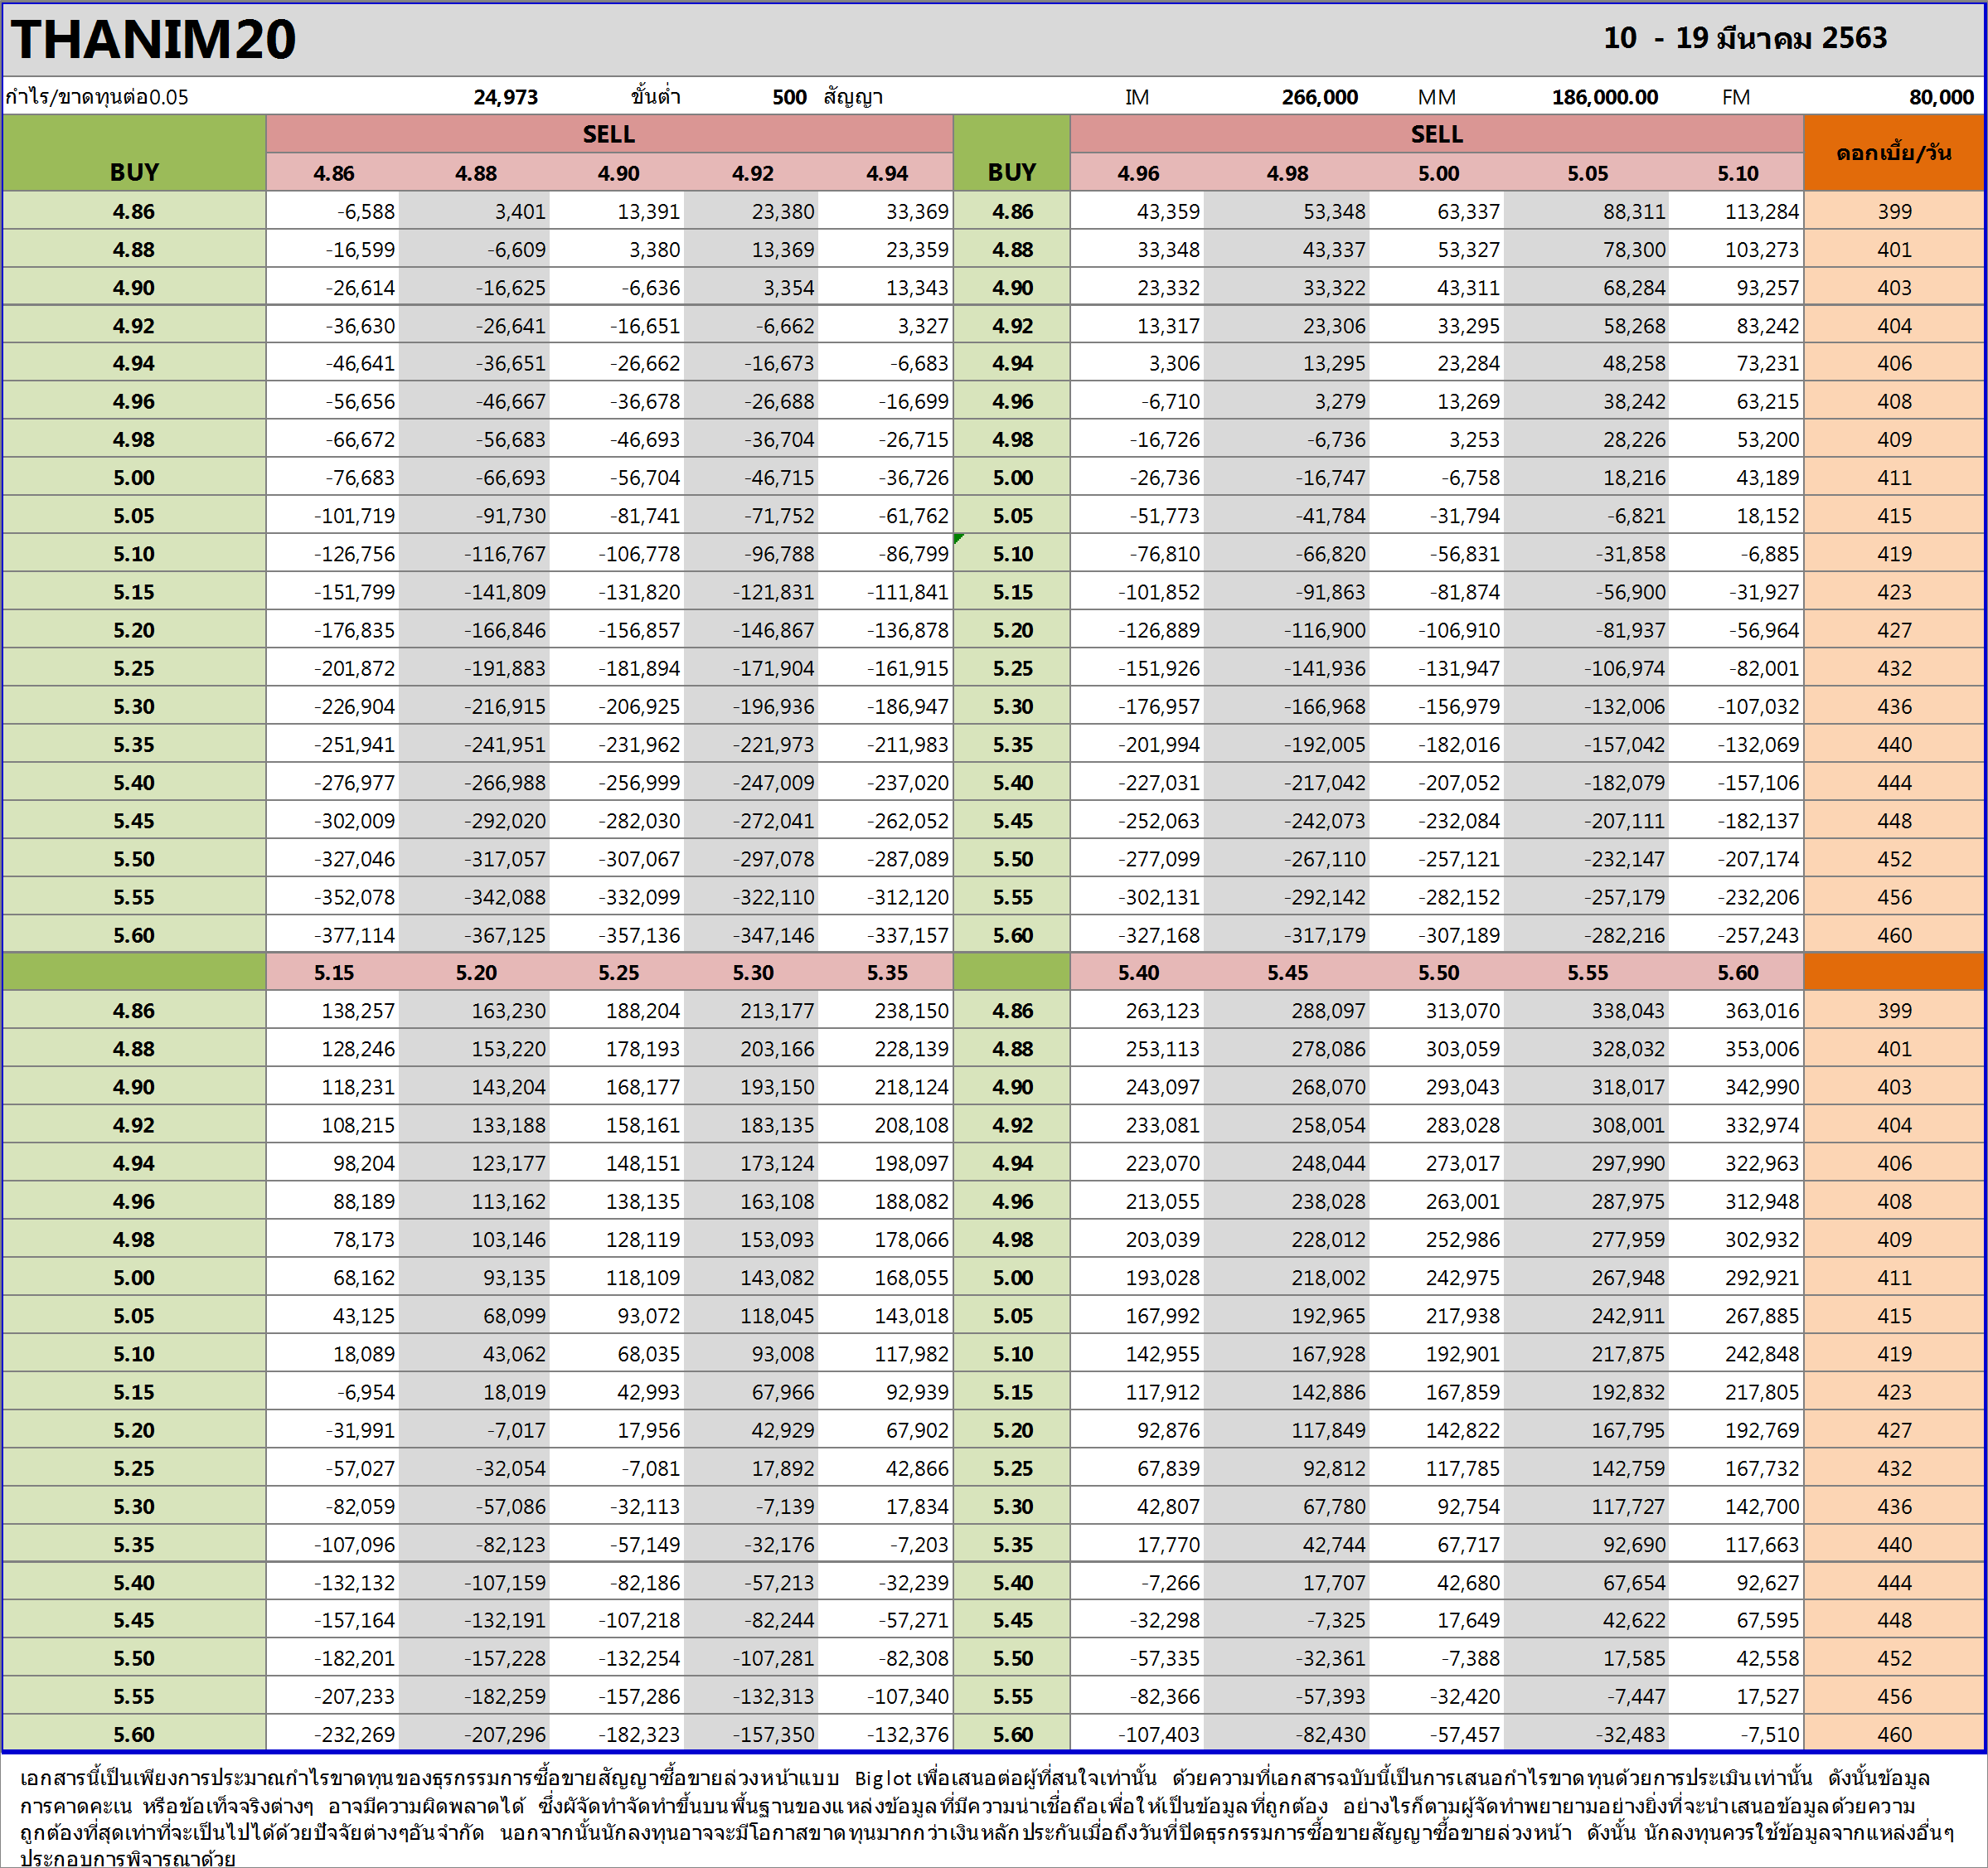 THANIM20 10 - 19 มีนาคม 2563
กำไร/ขาดทุนต่อ0.05 24,973 ขั้นต่ำ 500 สัญญา IM 266,000 MM 186,000.00 FM 80,000
BUY SELL BUY SELL ดอกเบี้ย/วัน
4.86 4.88 4.90 4.92 4.94 4.96 4.98 5.00 5.05 5.10
4.86 -6,588 3,401 13,391 23,380 33,369 4.86 43,359 53,348 63,337 88,311 113,284 399
4.88 -16,599 -6,609 3,380 13,369 23,359 4.88 33,348 43,337 53,327 78,300 103,273 401
4.90 -26,614 -16,625 -6,636 3,354 13,343 4.90 23,332 33,322 43,311 68,284 93,257 403
4.92 -36,630 -26,641 -16,651 -6,662 3,327 4.92 13,317 23,306 33,295 58,268 83,242 404
4.94 -46,641 -36,651 -26,662 -16,673 -6,683 4.94 3,306 13,295 23,284 48,258 73,231 406
4.96 -56,656 -46,667 -36,678 -26,688 -16,699 4.96 -6,710 3,279 13,269 38,242 63,215 408
4.98 -66,672 -56,683 -46,693 -36,704 -26,715 4.98 -16,726 -6,736 3,253 28,226 53,200 409
5.00 -76,683 -66,693 -56,704 -46,715 -36,726 5.00 -26,736 -16,747 -6,758 18,216 43,189 411
5.05 -101,719 -91,730 -81,741 -71,752 -61,762 5.05 -51,773 -41,784 -31,794 -6,821 18,152 415
5.10 -126,756 -116,767 -106,778 -96,788 -86,799 5.10 -76,810 -66,820 -56,831 -31,858 -6,885 419
5.15 -151,799 -141,809 -131,820 -121,831 -111,841 5.15 -101,852 -91,863 -81,874 -56,900 -31,927 423
5.20 -176,835 -166,846 -156,857 -146,867 -136,878 5.20 -126,889 -116,900 -106,910 -81,937 -56,964 427
5.25 -201,872 -191,883 -181,894 -171,904 -161,915 5.25 -151,926 -141,936 -131,947 -106,974 -82,001 432
5.30 -226,904 -216,915 -206,925 -196,936 -186,947 5.30 -176,957 -166,968 -156,979 -132,006 -107,032 436
5.35 -251,941 -241,951 -231,962 -221,973 -211,983 5.35 -201,994 -192,005 -182,016 -157,042 -132,069 440
5.40 -276,977 -266,988 -256,999 -247,009 -237,020 5.40 -227,031 -217,042 -207,052 -182,079 -157,106 444
5.45 -302,009 -292,020 -282,030 -272,041 -262,052 5.45 -252,063 -242,073 -232,084 -207,111 -182,137 448
5.50 -327,046 -317,057 -307,067 -297,078 -287,089 5.50 -277,099 -267,110 -257,121 -232,147 -207,174 452
5.55 -352,078 -342,088 -332,099 -322,110 -312,120 5.55 -302,131 -292,142 -282,152 -257,179 -232,206 456
5.60 -377,114 -367,125 -357,136 -347,146 -337,157 5.60 -327,168 -317,179 -307,189 -282,216 -257,243 460
5.15 5.20 5.25 5.30 5.35 5.40 5.45 5.50 5.55 5.60
4.86 138,257 163,230 188,204 213,177 238,150 4.86 263,123 288,097 313,070 338,043 363,016 399
4.88 128,246 153,220 178,193 203,166 228,139 4.88 253,113 278,086 303,059 328,032 353,006 401
4.90 118,231 143,204 168,177 193,150 218,124 4.90 243,097 268,070 293,043 318,017 342,990 403
4.92 108,215 133,188 158,161 183,135 208,108 4.92 233,081 258,054 283,028 308,001 332,974 404
4.94 98,204 123,177 148,151 173,124 198,097 4.94 223,070 248,044 273,017 297,990 322,963 406
4.96 88,189 113,162 138,135 163,108 188,082 4.96 213,055 238,028 263,001 287,975 312,948 408
4.98 78,173 103,146 128,119 153,093 178,066 4.98 203,039 228,012 252,986 277,959 302,932 409
5.00 68,162 93,135 118,109 143,082 168,055 5.00 193,028 218,002 242,975 267,948 292,921 411
5.05 43,125 68,099 93,072 118,045 143,018 5.05 167,992 192,965 217,938 242,911 267,885 415
5.10 18,089 43,062 68,035 93,008 117,982 5.10 142,955 167,928 192,901 217,875 242,848 419
5.15 -6,954 18,019 42,993 67,966 92,939 5.15 117,912 142,886 167,859 192,832 217,805 423
5.20 -31,991 -7,017 17,956 42,929 67,902 5.20 92,876 117,849 142,822 167,795 192,769 427
5.25 -57,027 -32,054 -7,081 17,892 42,866 5.25 67,839 92,812 117,785 142,759 167,732 432
5.30 -82,059 -57,086 -32,113 -7,139 17,834 5.30 42,807 67,780 92,754 117,727 142,700 436
5.35 -107,096 -82,123 -57,149 -32,176 -7,203 5.35 17,770 42,744 67,717 92,690 117,663 440
5.40 -132,132 -107,159 -82,186 -57,213 -32,239 5.40 -7,266 17,707 42,680 67,654 92,627 444
5.45 -157,164 -132,191 -107,218 -82,244 -57,271 5.45 -32,298 -7,325 17,649 42,622 67,595 448
5.50 -182,201 -157,228 -132,254 -107,281 -82,308 5.50 -57,335 -32,361 -7,388 17,585 42,558 452
5.55 -207,233 -182,259 -157,286 -132,313 -107,340 5.55 -82,366 -57,393 -32,420 -7,447 17,527 456
5.60 -232,269 -207,296 -182,323 -157,350 -132,376 5.60 -107,403 -82,430 -57,457 -32,483 -7,510 460
เอกสารนี้เป็นเพียงการประมาณกำไรขาดทุนของธุรกรรมการซื้อขายสัญญาซื้อขายล่วงหน้าแบบ Big lot เพื่อเสนอต่อผู้ที่สนใจเท่านั้น ด้วยความที่เอกสารฉบับนี้เป็นการเสนอกำไรขาดทุนด้วยการประเมินเท่านั้น ดังนั้นข้อมูล
การคาดคะเน หรือข้อเท็จจริงต่างๆ อาจมีความผิดพลาดได้ ซึ่งผู้จัดทำจัดทำขึ้นบนพื้นฐานของแหล่งข้อมูลที่มีความน่าเชื่อถือเพื่อให้เป็นข้อมูลที่ถูกต้อง อย่างไรก็ตามผู้จัดทำพยายามอย่างยิ่งที่จะนำเสนอข้อมูลด้วยความ
ถูกต้องที่สุดเท่าที่จะเป็นไปได้ด้วยปัจจัยต่างๆอันจำกัด นอกจากนั้นนักลงทุนอาจจะมีโอกาสขาดทุนมากกว่าเงินหลักประกันเมื่อถึงวันที่ปิดธุรกรรมการซื้อขายสัญญาซื้อขายล่วงหน้า ดังนั้น นักลงทุนควรใช้ข้อมูลจากแหล่งอื่นๆ
ประกอบการพิจารณาด้วย